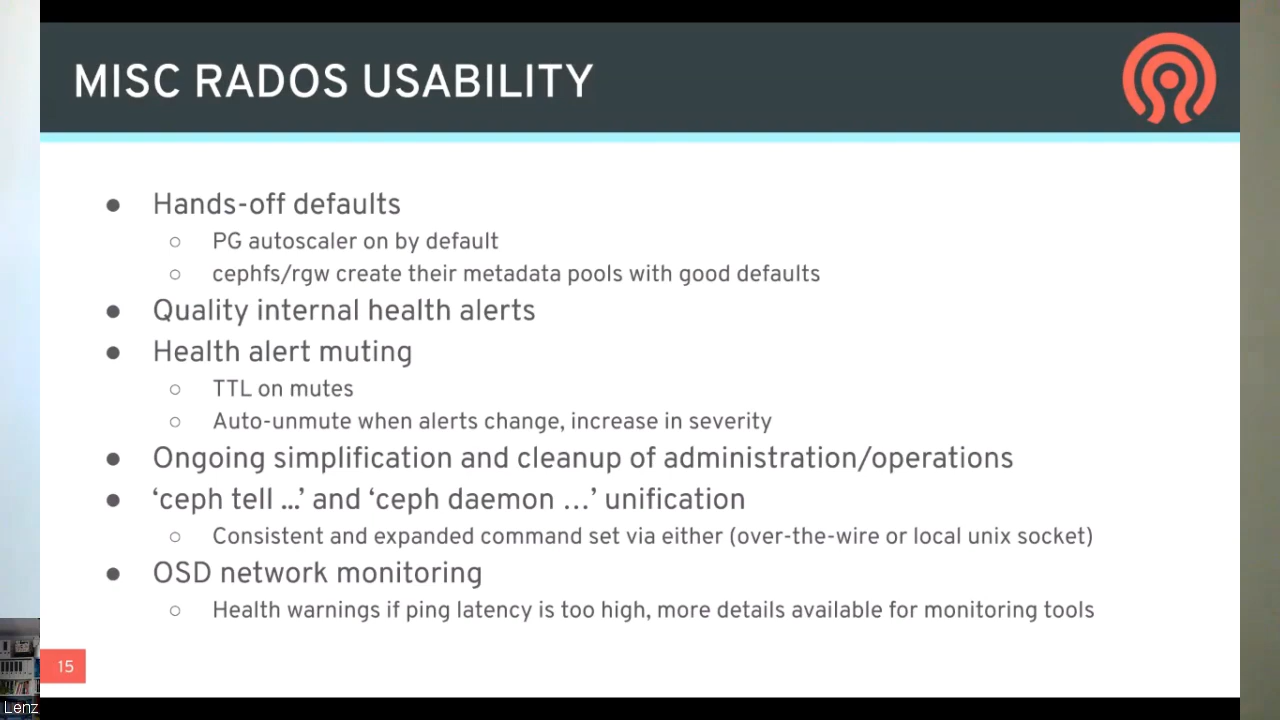 MISC RADOS USABILITY
● Hands-off defaults
○ PG autoscaler on by default
○ cephfs/rgw create their metadata pools with good defaults
● Quality internal health alerts
● Health alert muting
○ TTL on mutes
○ Auto-unmute when alerts change, increase in severity
● Ongoing simplification and cleanup of administration/operations
● ‘ceph tell ...’ and ‘ceph daemon …’ unification
○ Consistent and expanded command set via either (over-the-wire or local unix socket)
● OSD network monitoring
○ Health warnings if ping latency is too high, more details available for monitoring tools
15
Lenz